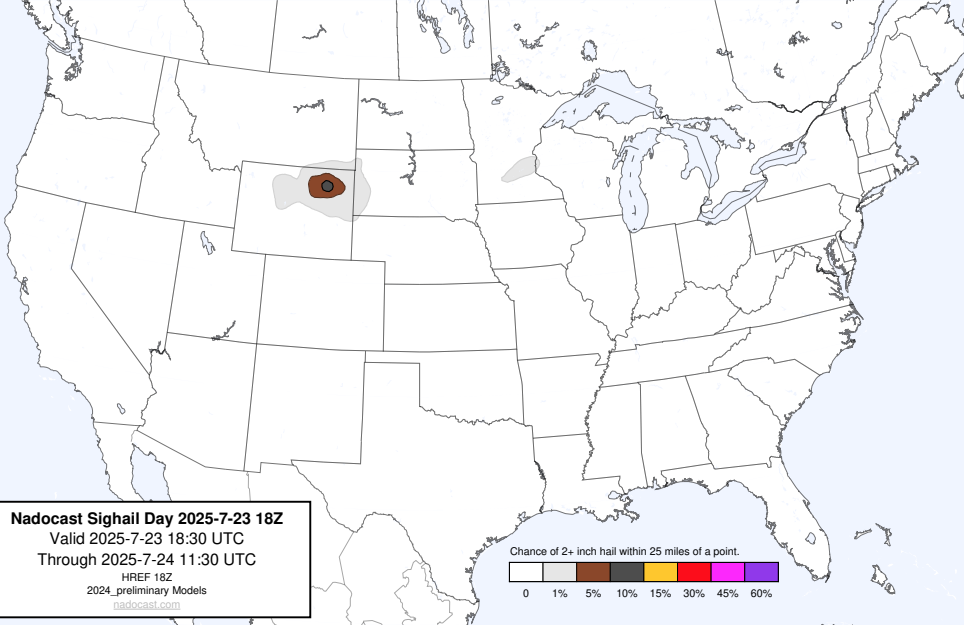 Nadocast Sighail Day 2025-7-23 18Z
Valid 2025-7-23 18:30 UTC
Through 2025-7-24 11:30 UTC
HREF 18Z
2024_preliminary Models
nadocast.com
Chance of 2+ inch hail within 25 miles of a point.
0 1% 5% 10% 15% 30% 45% 60%